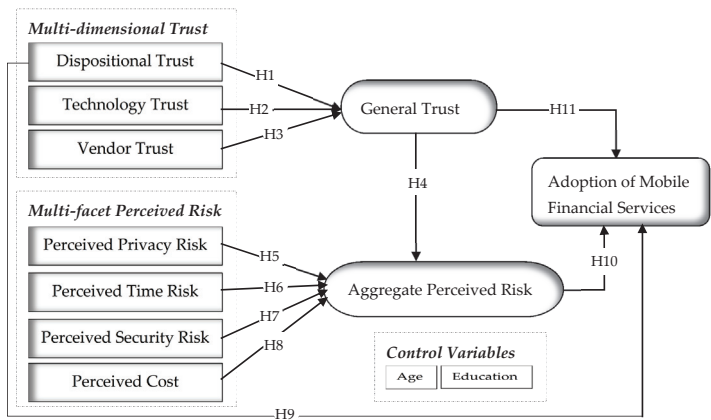 Multi-dimensional Trust
Dispositional Trust
Technology Trust
Vendor Trust
H1
H2
H3
General Trust
H11
H4
Adoption of Mobile
Financial Services
Multi-facet Perceived Risk
Perceived Privacy Risk
Perceived Time Risk
Perceived Security Risk
Perceived Cost
H5
H6
H7
H8
Aggregate Perceived Risk
H10
Control Variables
Age
Education
H9